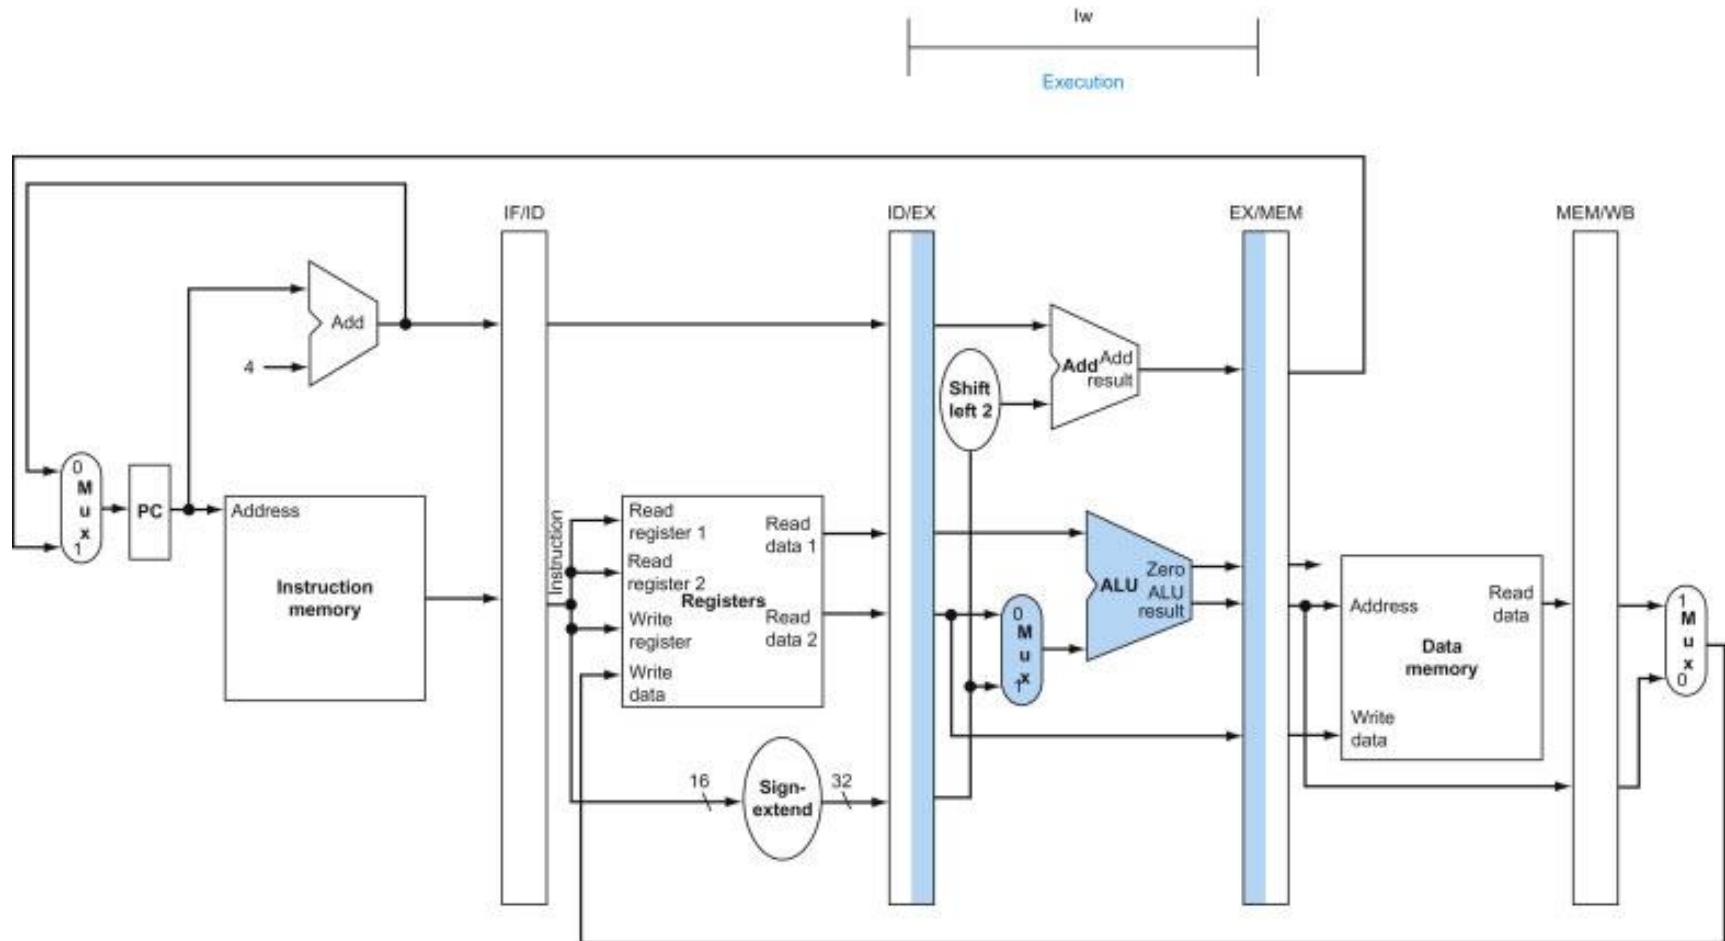 lw
Execution
IF/ID
ID/EX
EX/MEM
MEM/WB
Add
4
Shift
left 2
Add
Add
result
0
M
u
x
1
PC
Address
Instruction
memory
Instruction
Read
register 1
Read
register 2
Registers
Write
register
Write
data
Read
data 1
Read
data 2
16
Sign-
extend
32
0
M
u
x
1
ALU
Zero
ALU
result
Address
Read
data
Data
memory
Write
data
1
M
u
x
0